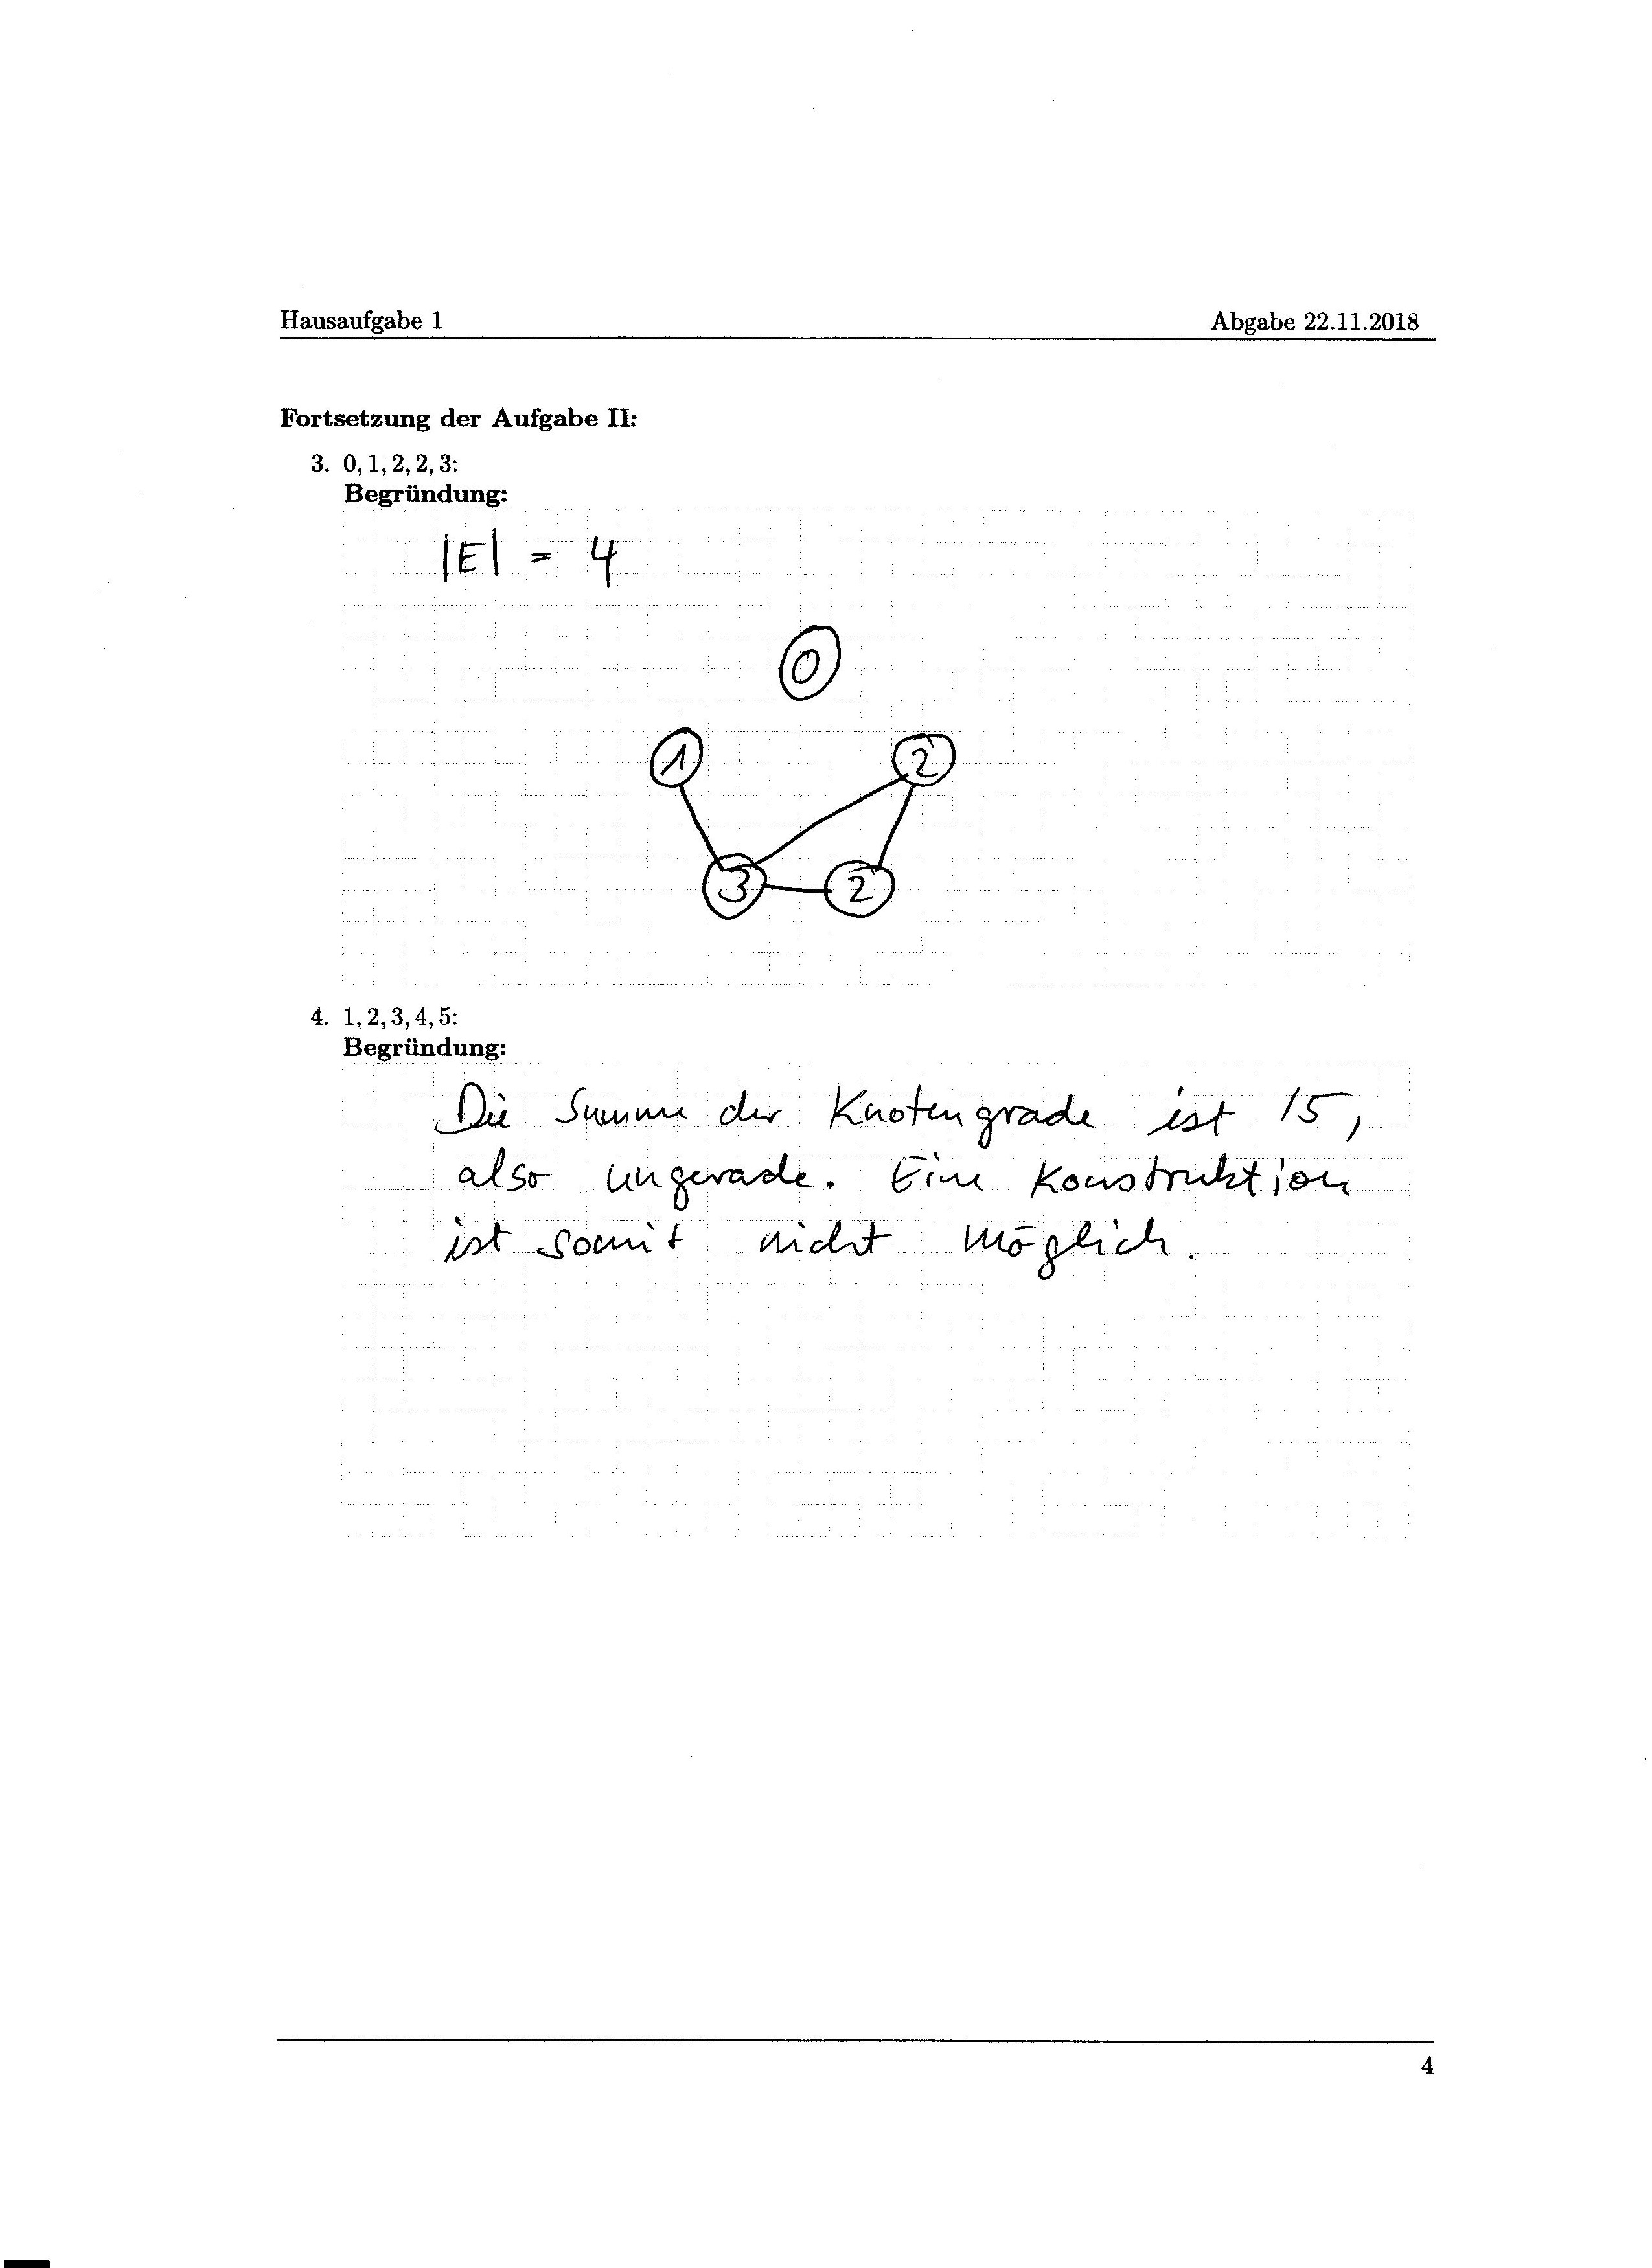 Hausaufgabe 1 Abgabe 22.11.2018
Fortsetzung der Aufgabe II:
3. 0, 1, 2, 2, 3:
Begründung:
|E| = 4
0
1 2
3 2
4. 1, 2, 3, 4, 5:
Begründung:
Die Summe der Knotengrade ist 15,
also ungerade. Eine Konstruktion
ist somit nicht möglich.
4